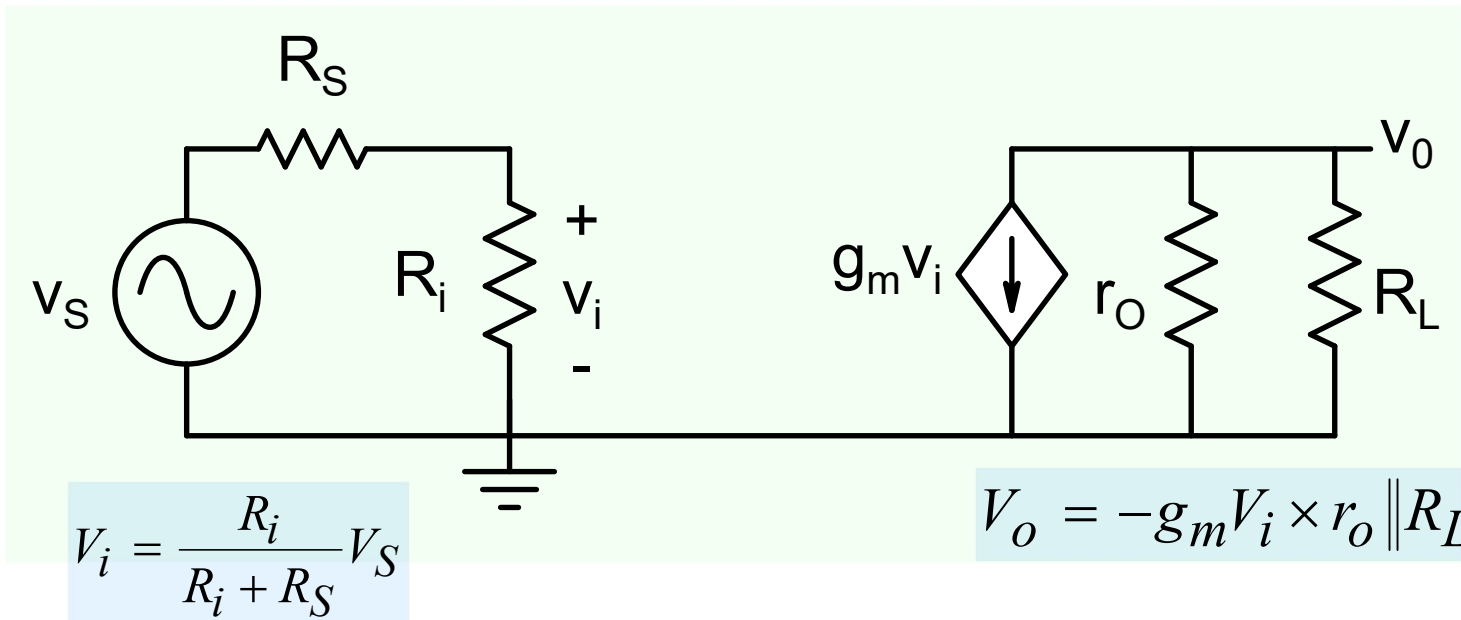 R_S
v_0
+
g_m v_i
R_i
v_i
v_S
r_O
R_L
-
V_i = \frac{R_i}{R_i + R_S} V_S
V_o = -g_m V_i × r_o ‖ R_L